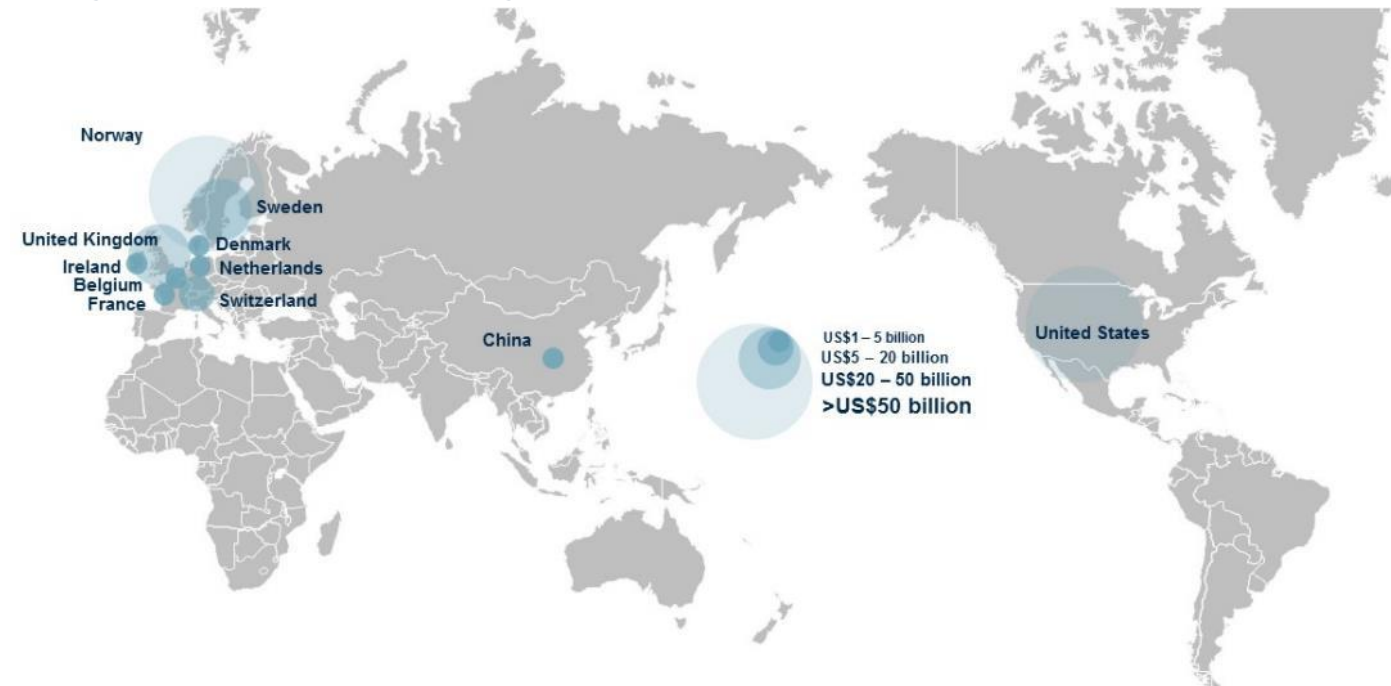 Norway
Sweden
United Kingdom
Denmark
Ireland
Netherlands
Belgium
France
Switzerland
China
US$1 – 5 billion
US$5 – 20 billion
US$20 – 50 billion
>US$50 billion
United States